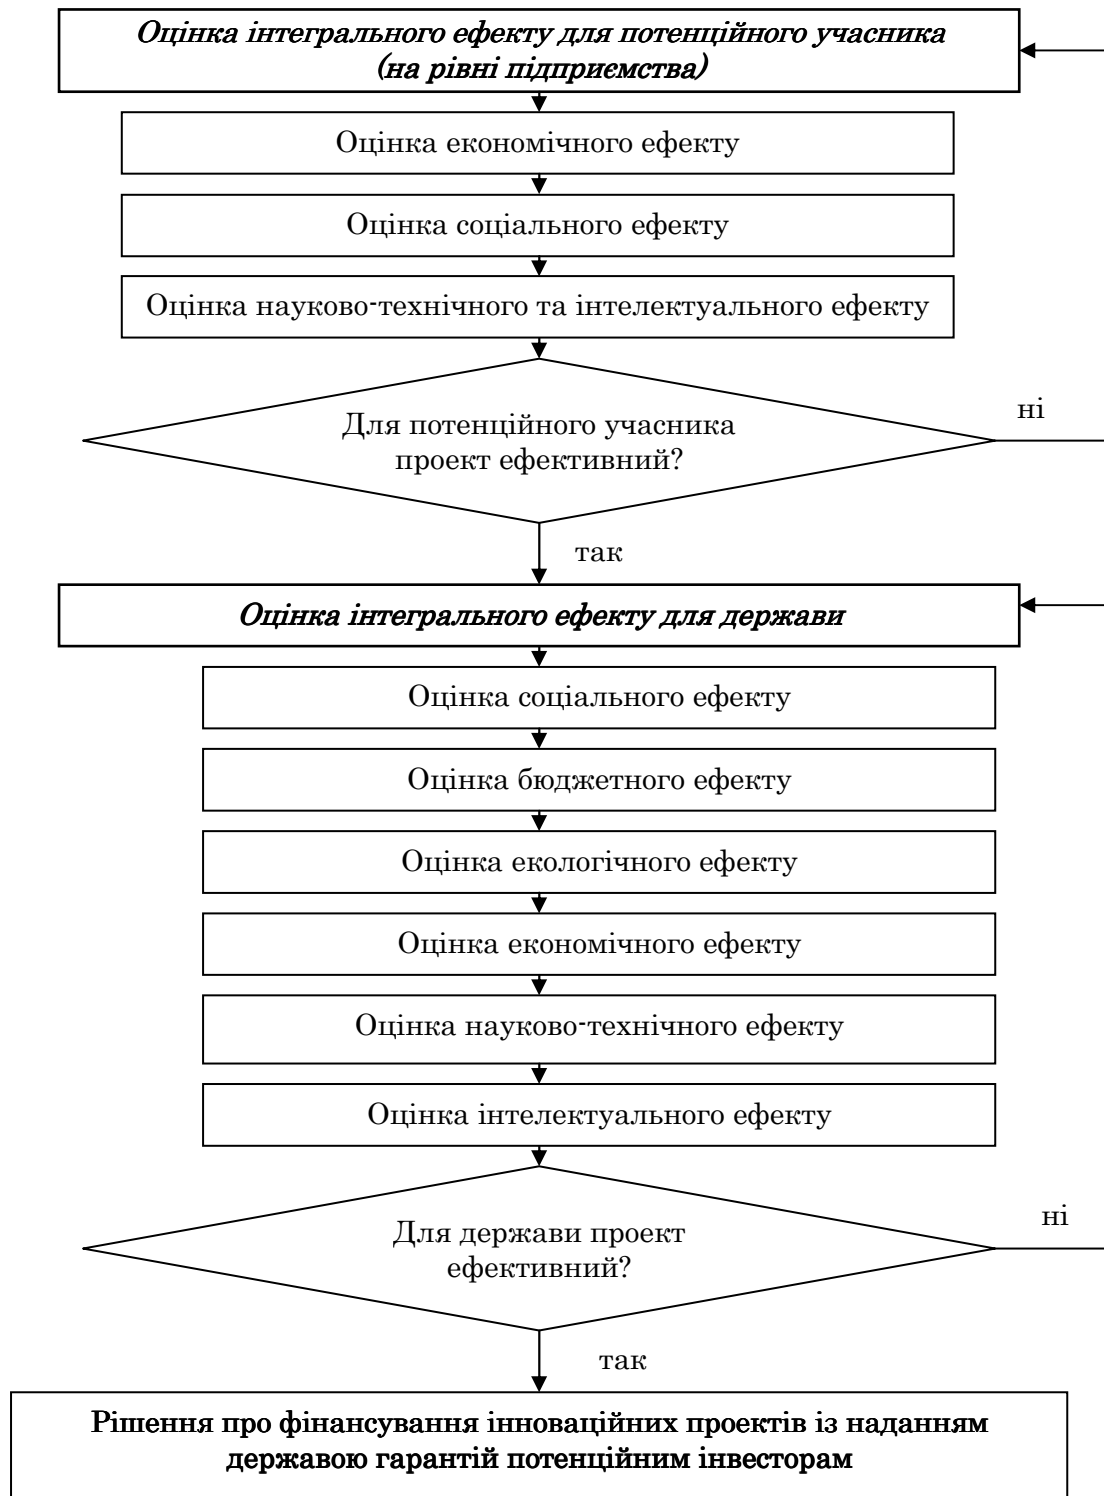 Оцінка інтегрального ефекту для потенційного учасника
(на рівні підприємства)
Оцінка економічного ефекту
Оцінка соціального ефекту
Оцінка науково-технічного та інтелектуального ефекту
Для потенційного учасника
проект ефективний?
ні
так
Оцінка інтегрального ефекту для держави
Оцінка соціального ефекту
Оцінка бюджетного ефекту
Оцінка екологічного ефекту
Оцінка економічного ефекту
Оцінка науково-технічного ефекту
Оцінка інтелектуального ефекту
Для держави проект
ефективний?
ні
так
Рішення про фінансування інноваційних проектів із наданням
державою гарантій потенційним інвесторам